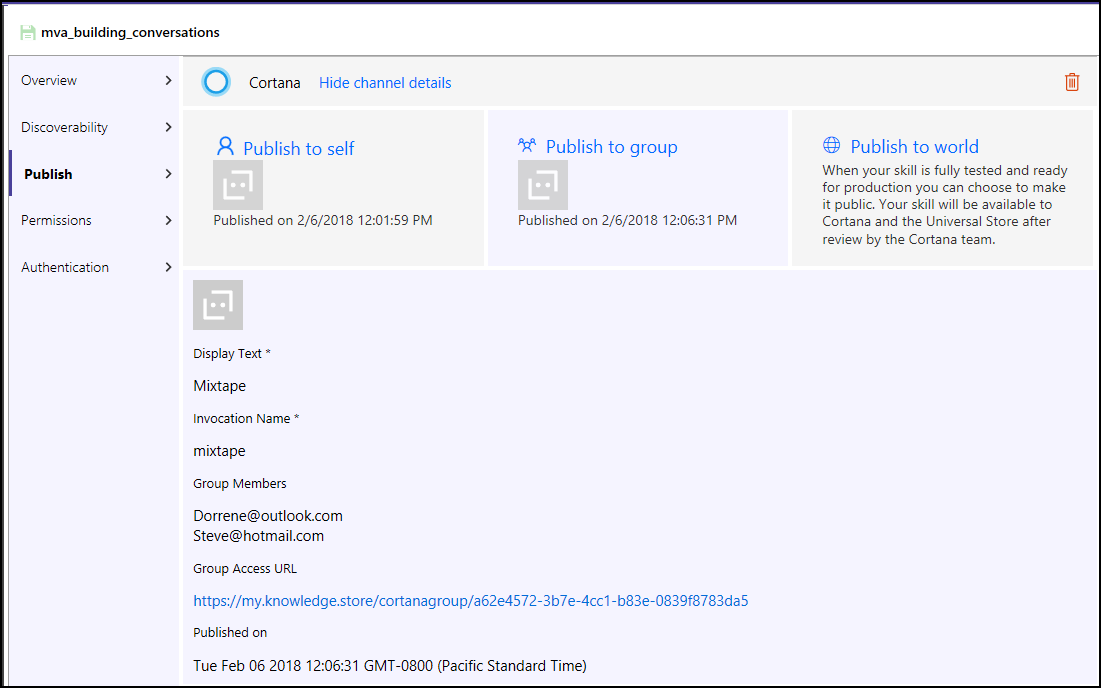 mva_building_conversations
Overview
Discoverability
Publish
Permissions
Authentication
Cortana Hide channel details
Publish to self
Published on 2/6/2018 12:01:59 PM
Publish to group
Published on 2/6/2018 12:06:31 PM
Publish to world
When your skill is fully tested and ready
for production you can choose to make
it public. Your skill will be available to
Cortana and the Universal Store after
review by the Cortana team.
Display Text *
Mixtape
Invocation Name *
mixtape
Group Members
Dorrene@outlook.com
Steve@hotmail.com
Group Access URL
https://my.knowledge.store/cortanagroup/a62e4572-3b7e-4cc1-b83e-0839f8783da5
Published on
Tue Feb 06 2018 12:06:31 GMT-0800 (Pacific Standard Time)